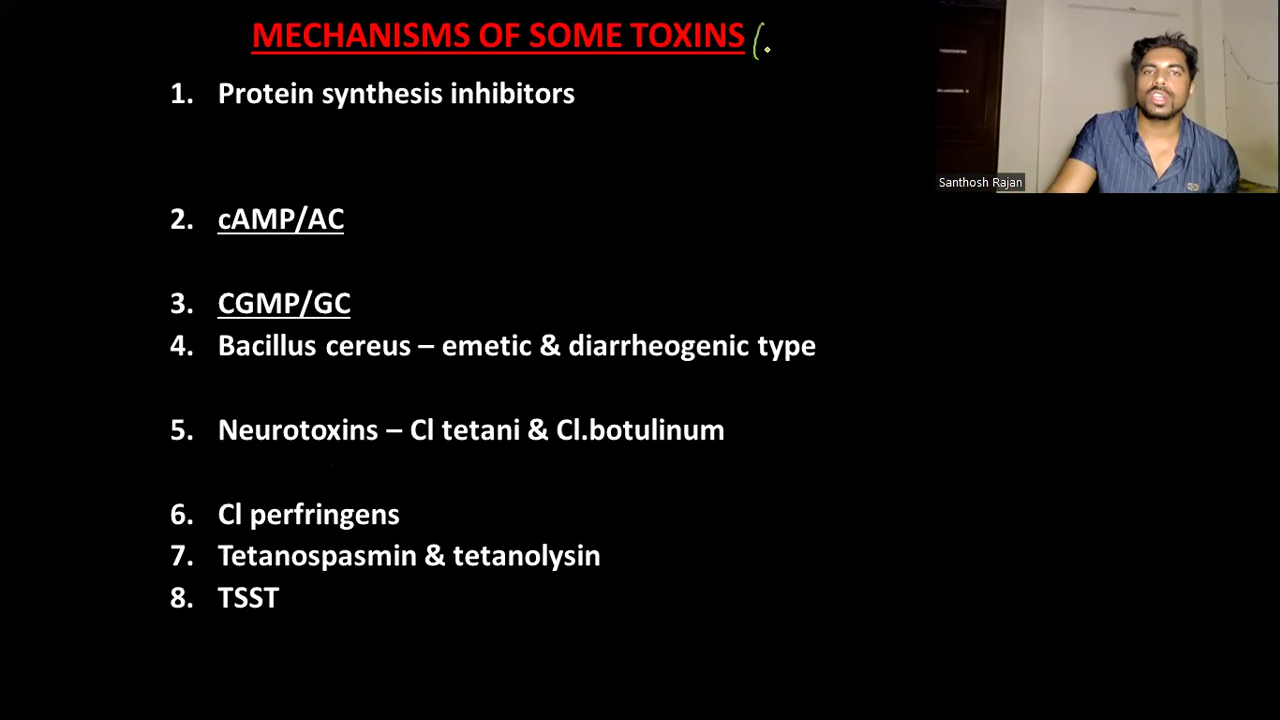 MECHANISMS OF SOME TOXINS (.
1. Protein synthesis inhibitors
2. cAMP/AC
3. CGMP/GC
4. Bacillus cereus – emetic & diarrheogenic type
5. Neurotoxins – Cl tetani & Cl.botulinum
6. Cl perfringens
7. Tetanospasmin & tetanolysin
8. TSST
Santhosh Rajan